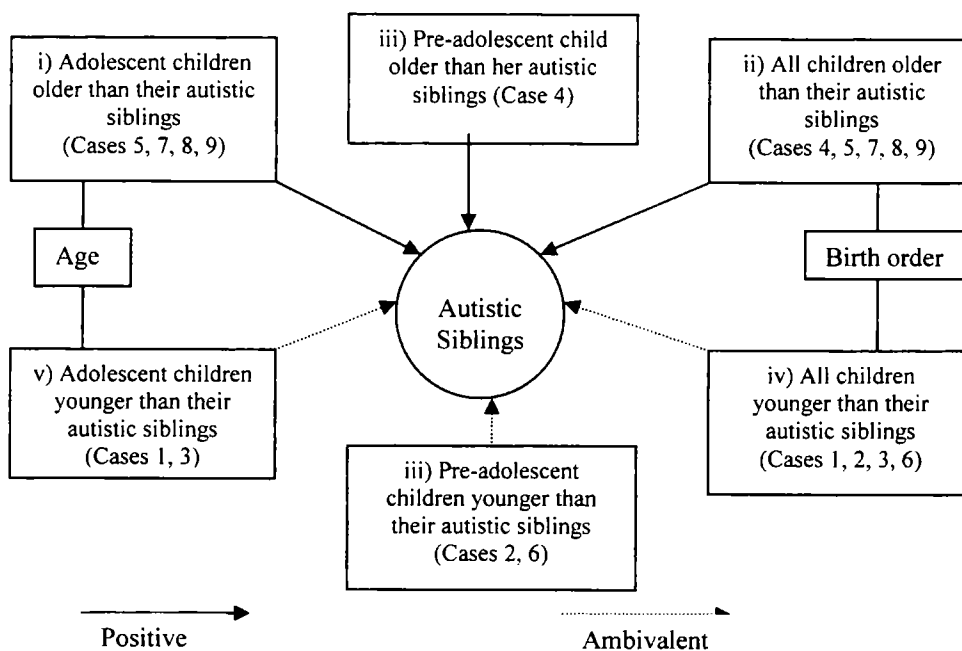 i) Adolescent children
older than their autistic
siblings
(Cases 5, 7, 8, 9)
iii) Pre-adolescent child
older than her autistic
siblings (Case 4)
ii) All children older
than their autistic
siblings
(Cases 4, 5, 7, 8, 9)
Age
Autistic
Siblings
Birth order
v) Adolescent children
younger than their
autistic siblings
(Cases 1, 3)
iii) Pre-adolescent
children younger than
their autistic siblings
(Cases 2, 6)
iv) All children
younger than their
autistic siblings
(Cases 1, 2, 3, 6)
Positive
Ambivalent